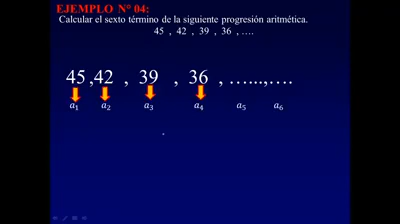 EJEMPLO N° 04:
Calcular el sexto término de la siguiente progresión aritmética.
45 , 42 , 39 , 36 , ….
45 ,42 , 39 , 36 , …...,….
a₁ a₂ a₃ a₄ a₅ a₆